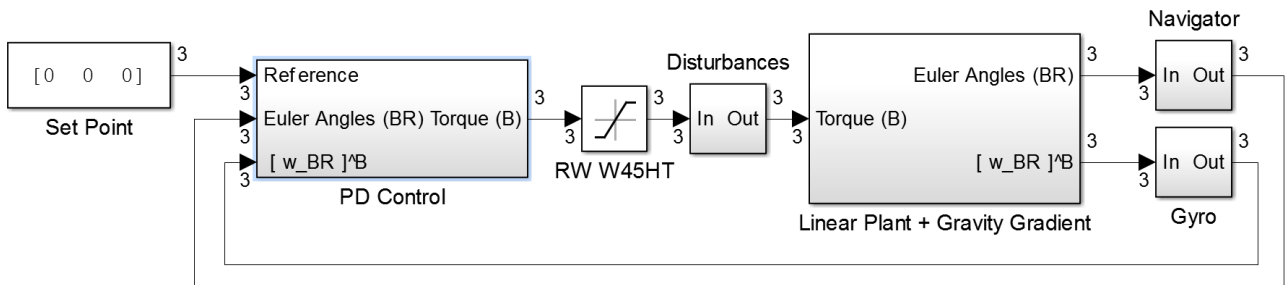 [0 0 0]
3
Set Point
3
Reference
3
Euler Angles (BR) Torque (B)
3
[ w_BR ]^B
3
PD Control
3
3
RW W45HT
3
3
Disturbances
In Out
3
3
Torque (B)
Euler Angles (BR)
[ w_BR ]^B
Linear Plant + Gravity Gradient
3
3
Navigator
In Out
3
3
3
In Out
3
Gyro